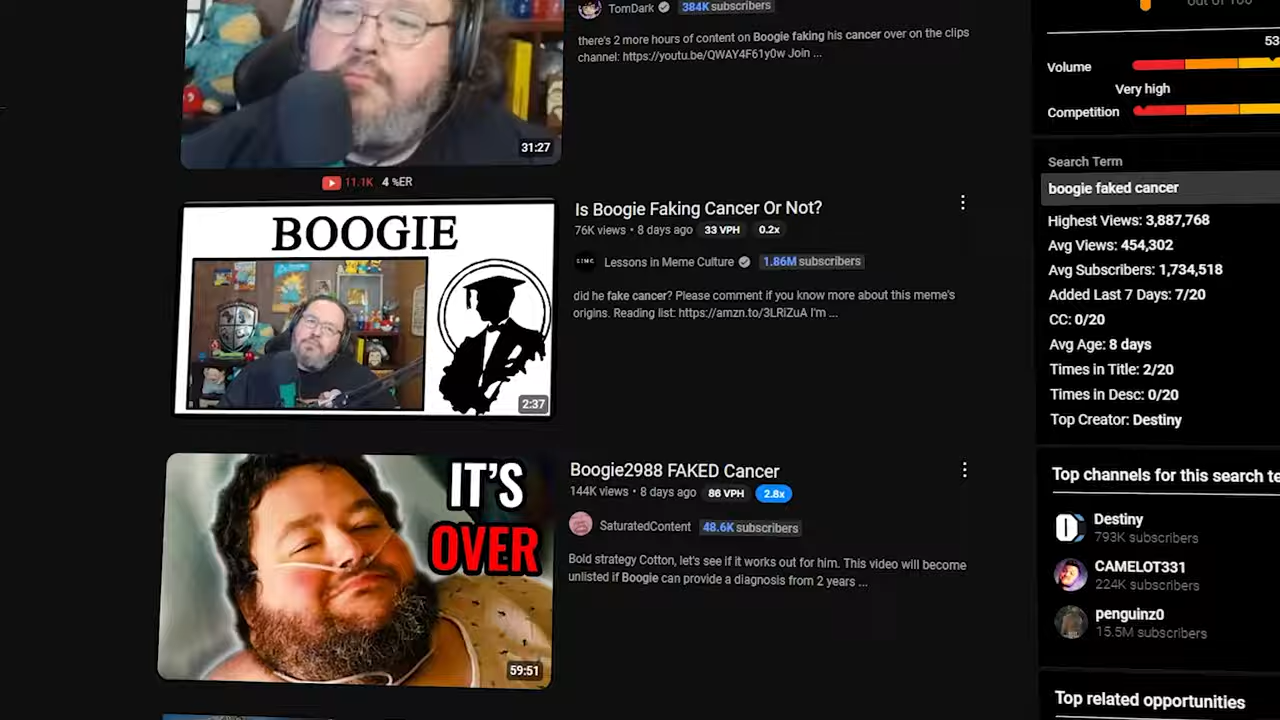 TomDark
384K subscribers
there's 2 more hours of content on Boogie faking his cancer over on the clips
channel: https://youtu.be/QWAY4F61y0w Join ...
31:27
11.1K 4 %ER
BOOGIE
2:37
Is Boogie Faking Cancer Or Not?
76K views • 8 days ago 33 VPH 0.2x
Lessons in Meme Culture 1.86M subscribers
did he fake cancer? Please comment if you know more about this meme's
origins. Reading list: https://amzn.to/3LRiZuA I'm ...
IT'S
OVER
59:51
Boogie2988 FAKED Cancer
144K views • 8 days ago 86 VPH 2.8x
SaturatedContent 48.6K subscribers
Bold strategy Cotton, let's see if it works out for him. This video will become
unlisted if Boogie can provide a diagnosis from 2 years ...
out of 100
53
Volume
Very high
Competition
Search Term
boogie faked cancer
Highest Views: 3,887,768
Avg Views: 454,302
Avg Subscribers: 1,734,518
Added Last 7 Days: 7/20
CC: 0/20
Avg Age: 8 days
Times in Title: 2/20
Times in Desc: 0/20
Top Creator: Destiny
Top channels for this search te
Destiny
793K subscribers
CAMELOT331
224K subscribers
penguinz0
15.5M subscribers
Top related opportunities